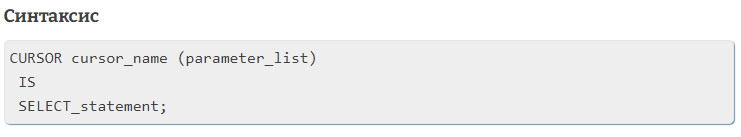 Синтаксис
CURSOR cursor_name (parameter_list)
IS
SELECT_statement;